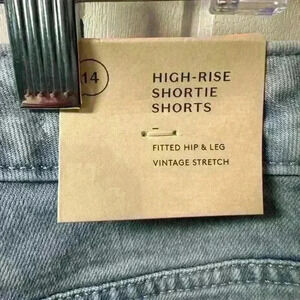 14
HIGH-RISE
SHORTIE
SHORTS
FITTED HIP & LEG
VINTAGE STRETCH